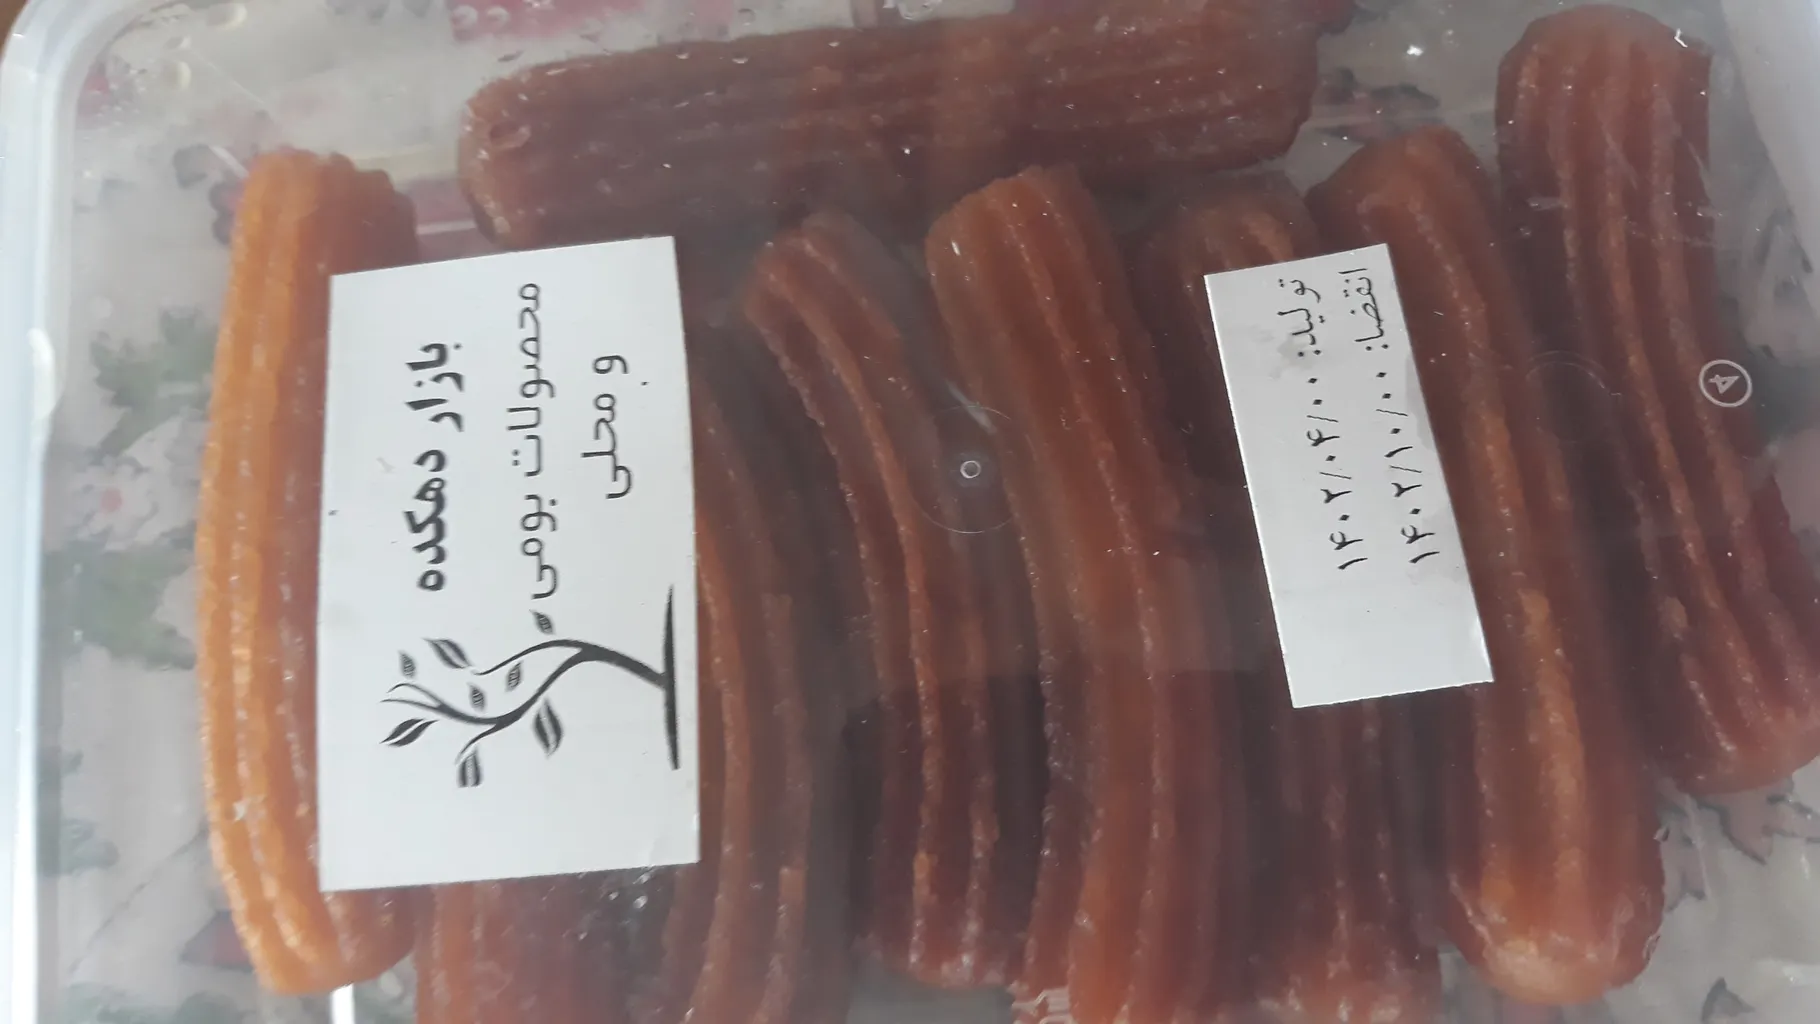 بازار دهکده
محصولات بومی
و محلی
تولید: ۱۴۰۲/۰۴/۰۰
انقضا: ۱۴۰۲/۱۰/۰۰